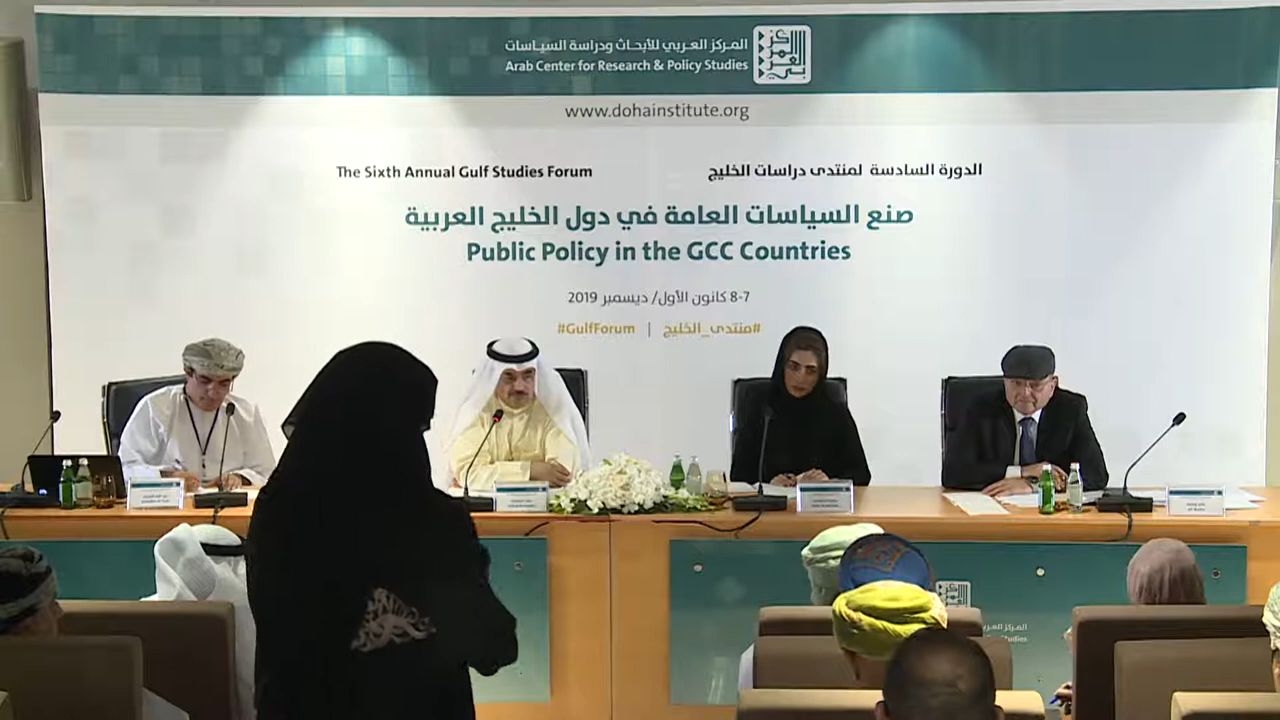 المركز العربي للأبحاث ودراسة السياسات
Arab Center for Research & Policy Studies
www.dohainstitute.org
The Sixth Annual Gulf Studies Forum
الدورة السادسة لمنتدى دراسات الخليج
صنع السياسات العامة في دول الخليج العربية
Public Policy in the GCC Countries
8-7 كانون الأول/ ديسمبر 2019
#GulfForum | #منتدى_الخليج
Studies